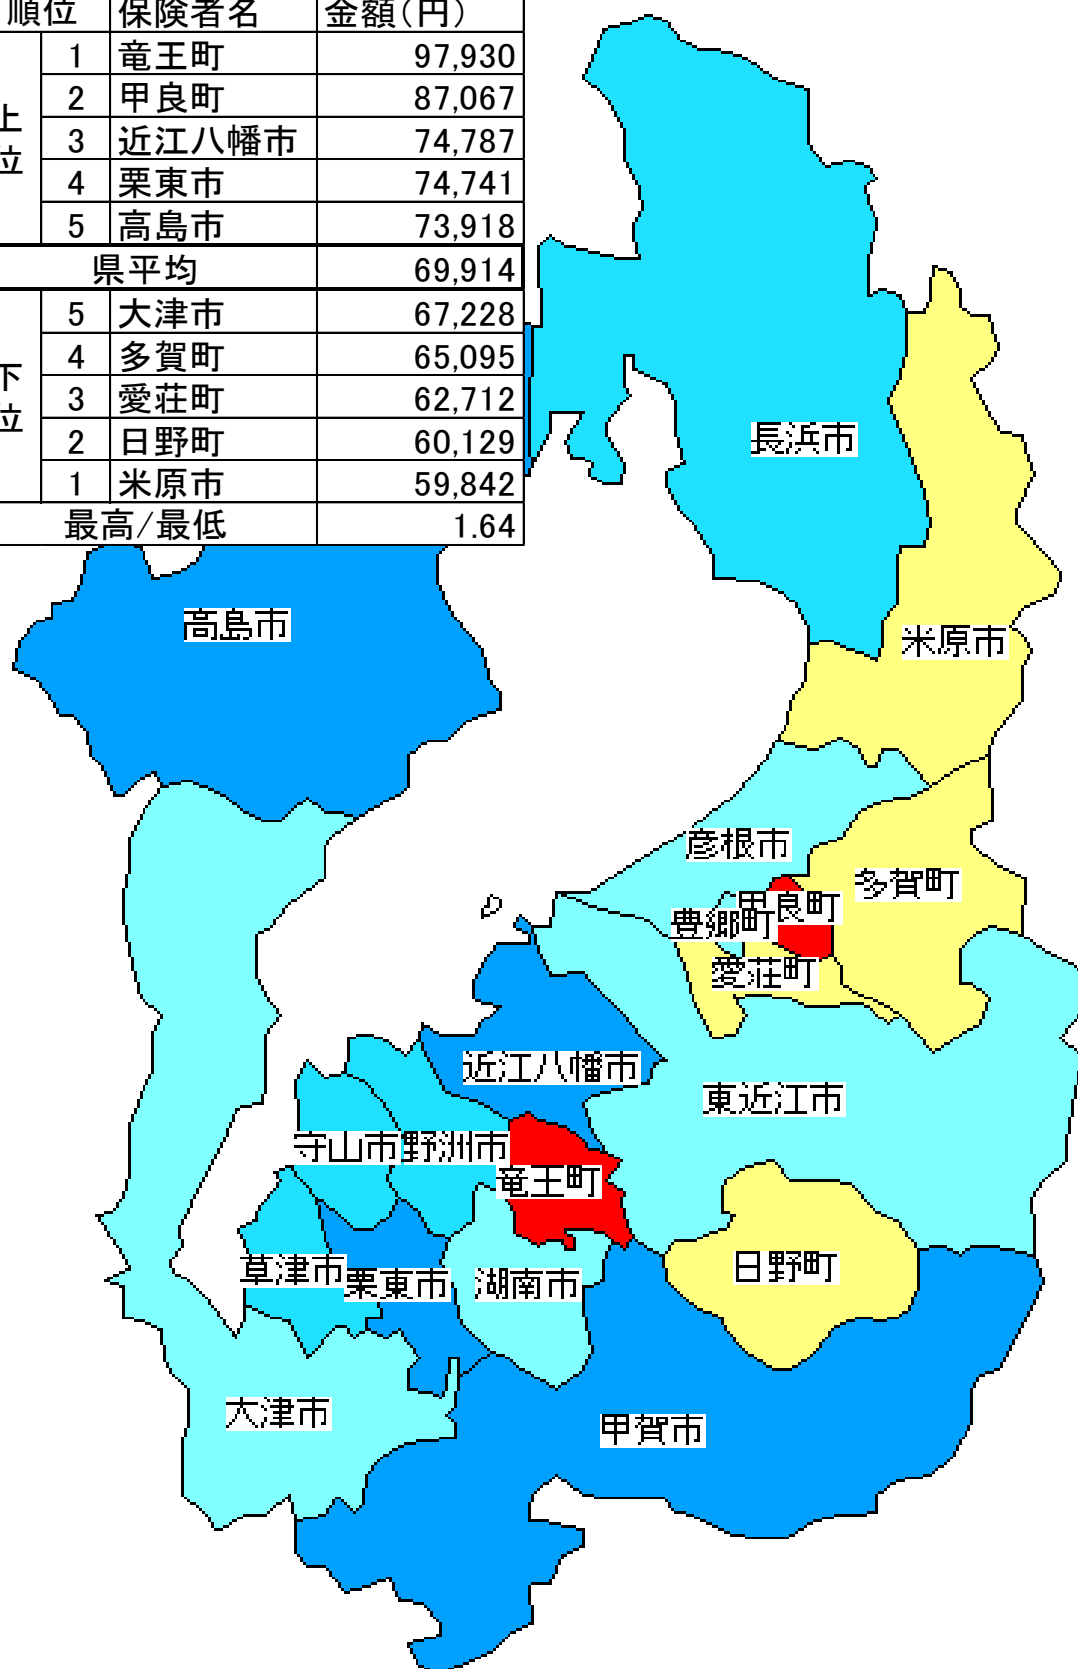 順位 保険者名 金額(円)
上位
1 竜王町 97,930
2 甲良町 87,067
3 近江八幡市 74,787
4 栗東市 74,741
5 高島市 73,918
県平均 69,914
下位
5 大津市 67,228
4 多賀町 65,095
3 愛荘町 62,712
2 日野町 60,129
1 米原市 59,842
最高/最低 1.64
長浜市
高島市
米原市
彦根市
多賀町
甲良町
豊郷町
愛荘町
近江八幡市
東近江市
守山市
野洲市
竜王町
日野町
草津市
栗東市
湖南市
大津市
甲賀市